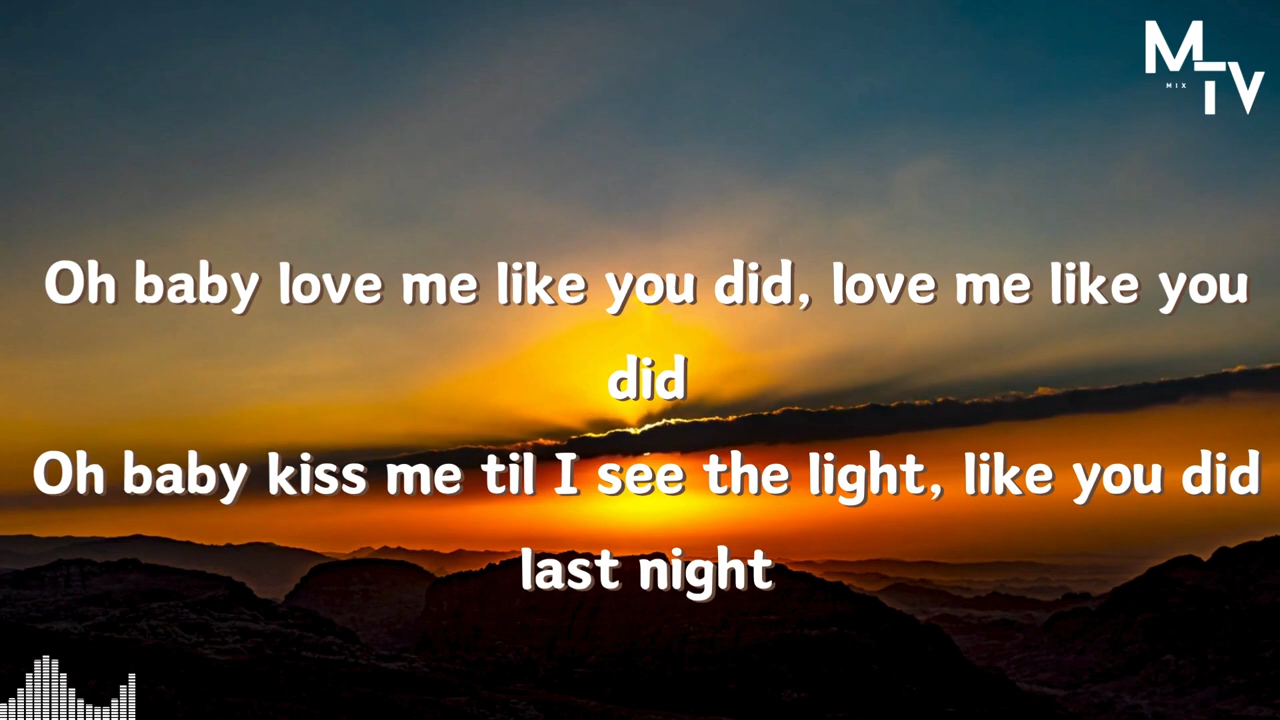 MTV
MIX
Oh baby love me like you did, love me like you
did
Oh baby kiss me til I see the light, like you did
last night